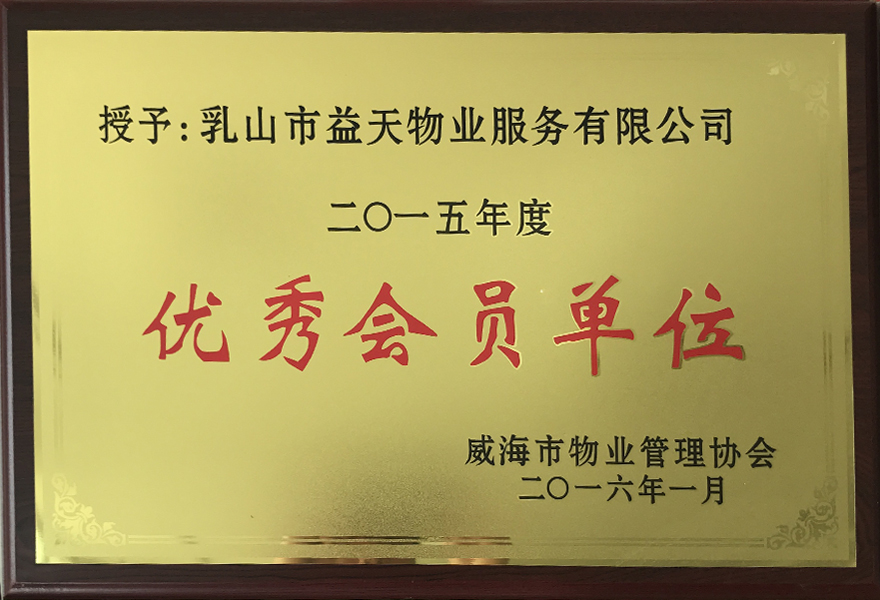 授予:乳山市益天物业服务有限公司
二〇一五年度
优秀会员单位
威海市物业管理协会
二〇一六年一月